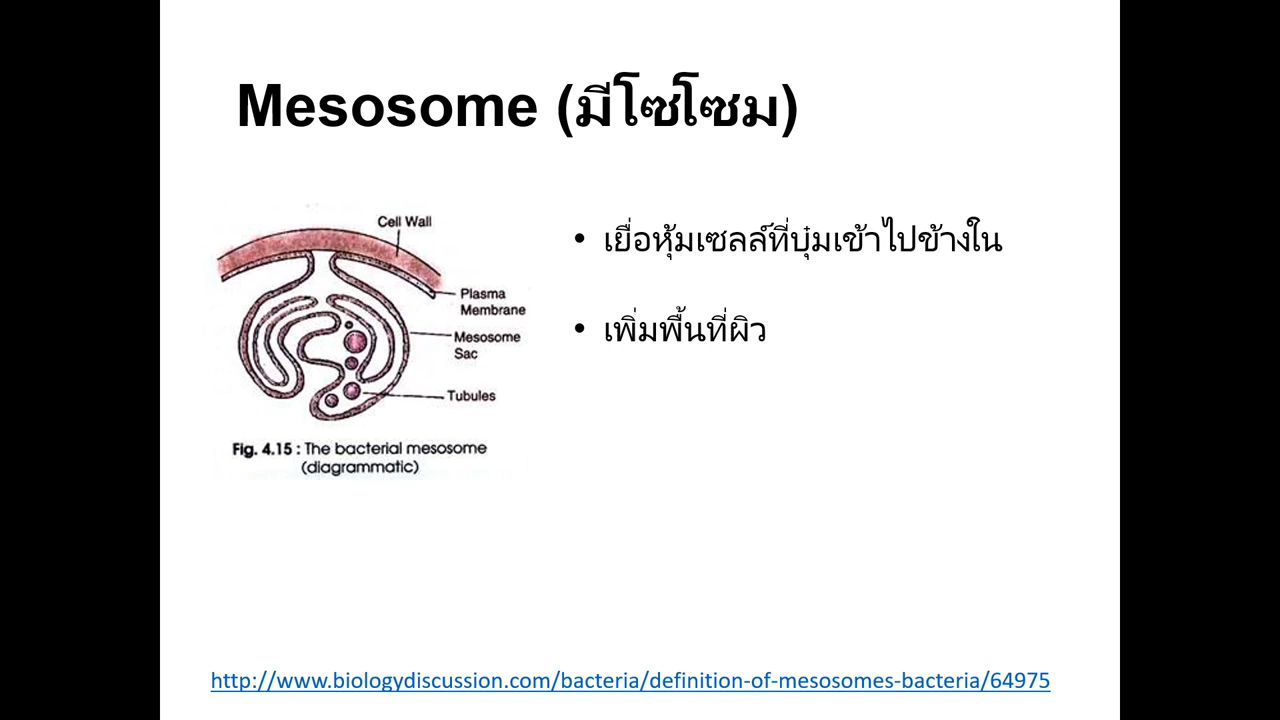 Mesosome (มีโซโซม)
Cell Wall
Plasma
Membrane
Mesosome
Sac
Tubules
Fig. 4.15 : The bacterial mesosome
(diagrammatic)
• เยื่อหุ้มเซลล์ที่บุ๋มเข้าไปข้างใน
• เพิ่มพื้นที่ผิว
http://www.biologydiscussion.com/bacteria/definition-of-mesosomes-bacteria/64975